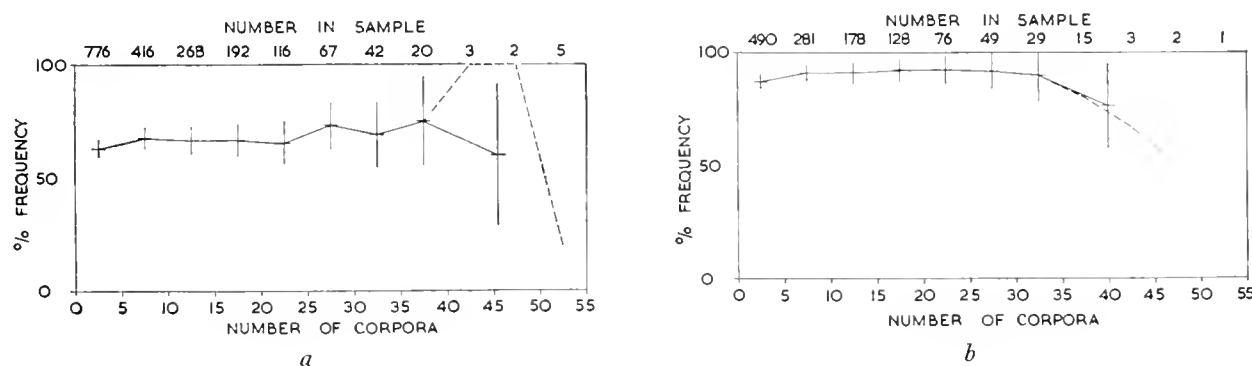 NUMBER IN SAMPLE
776 416 268 192 116 67 42 20 3 2 5
100
50
0
% FREQUENCY
0 5 10 15 20 25 30 35 40 45 50 55
NUMBER OF CORPORA
a
NUMBER IN SAMPLE
490 281 178 128 76 49 29 15 3 2 1
100
50
0
% FREQUENCY
0 5 10 15 20 25 30 35 40 45 50 55
NUMBER OF CORPORA
b